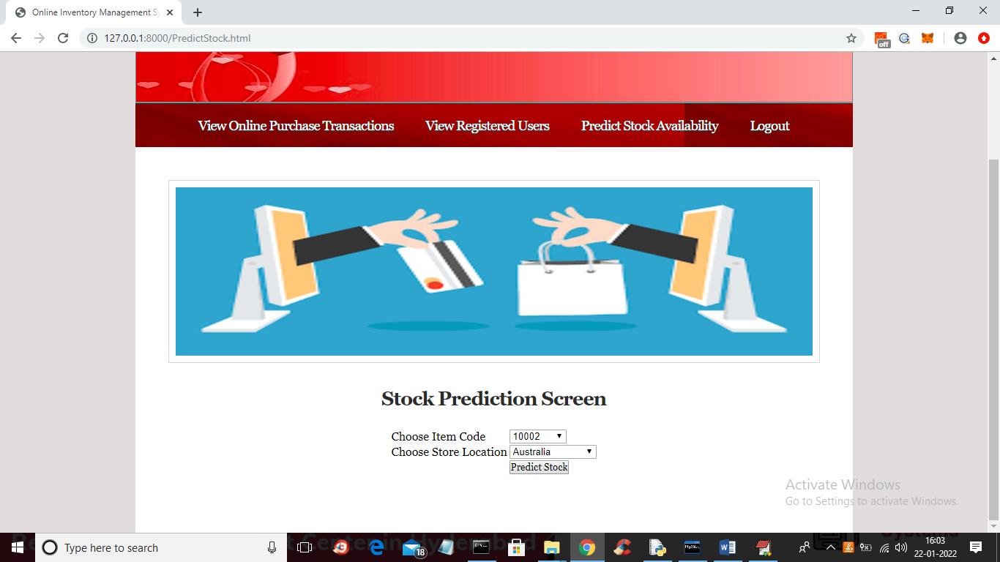 Online Inventory Management Sy
127.0.0.1:8000/PredictStock.html
off
View Online Purchase Transactions View Registered Users Predict Stock Availability Logout
Stock Prediction Screen
Choose Item Code 10002
Choose Store Location Australia
Predict Stock
Activate Windows
Go to Settings to activate Windows.
Type here to search
18
MySQL
16:03
22-01-2022